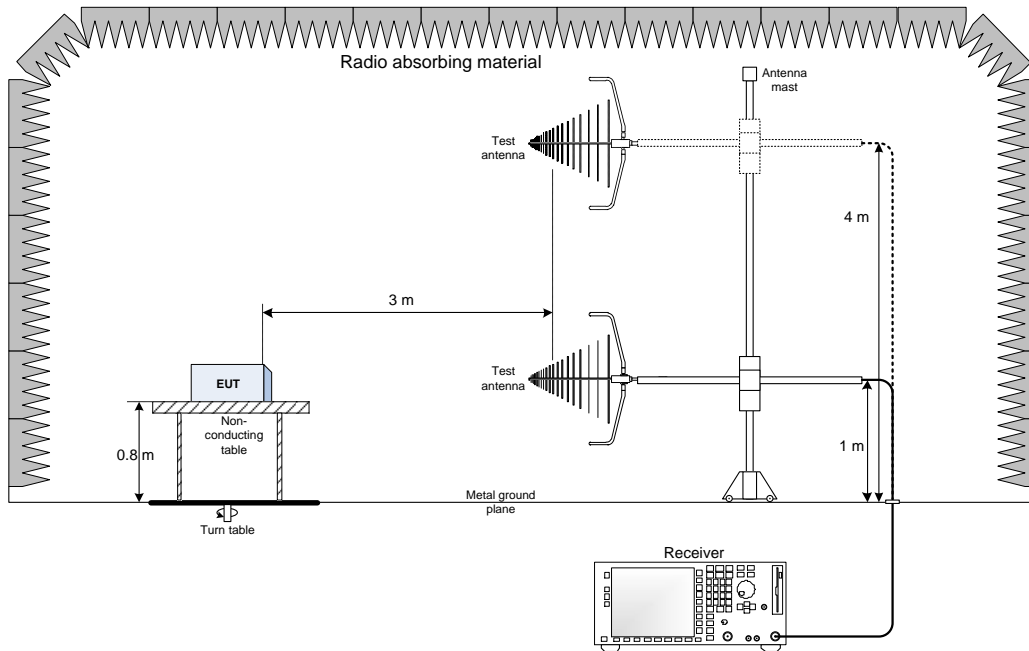 Radio absorbing material
Antenna
mast
Test
antenna
4 m
3 m
Test
antenna
EUT
Non-
conducting
table
0.8 m
1 m
Metal ground
plane
Turn table
Receiver